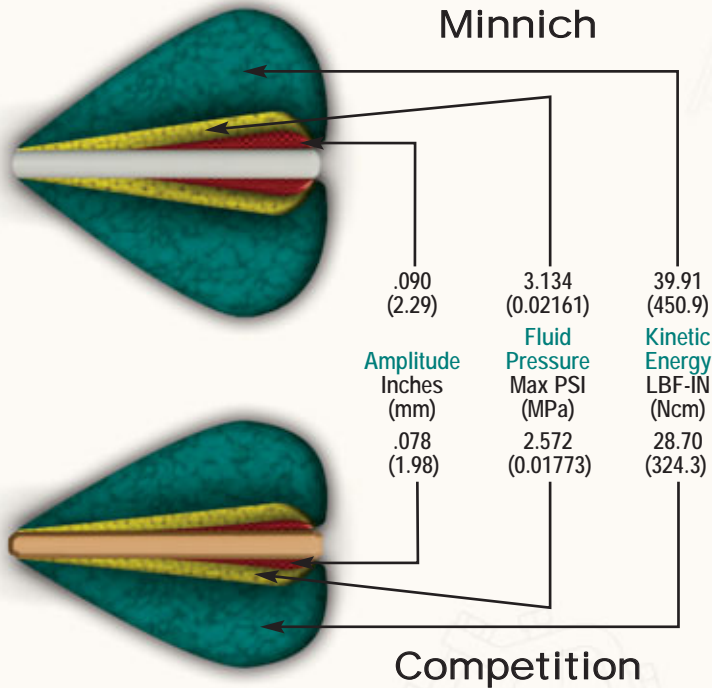 Minnich
.090 3.134 39.91
(2.29) (0.02161) (450.9)
Amplitude
Inches
(mm)
Fluid
Pressure
Max PSI
(MPa)
Kinetic
Energy
LBF-IN
(Ncm)
.078 2.572 28.70
(1.98) (0.01773) (324.3)
Competition